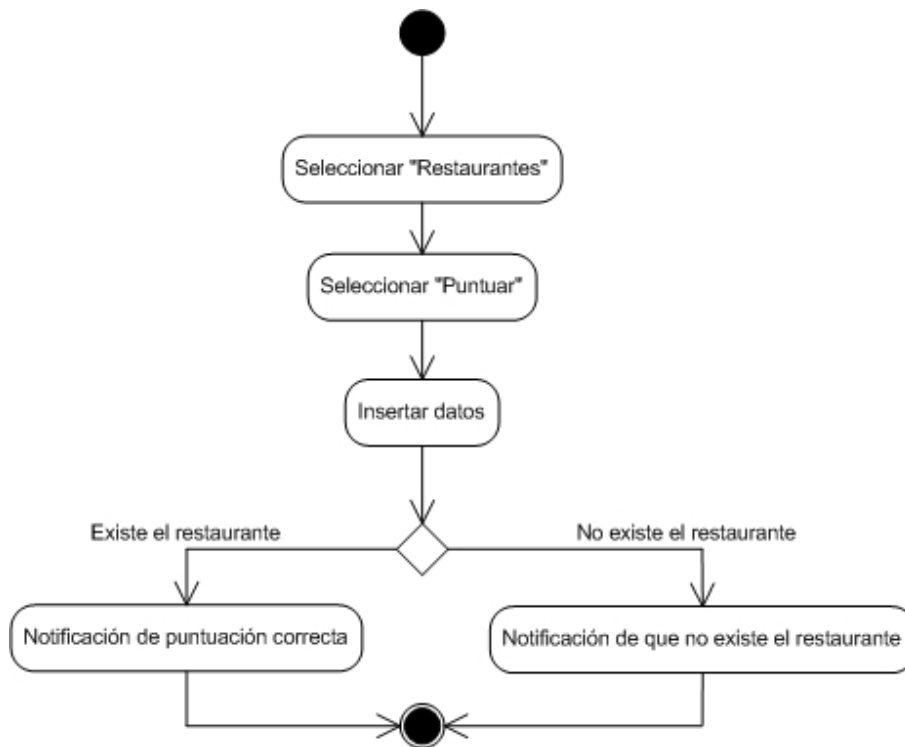 Seleccionar "Restaurantes"
Seleccionar "Puntuar"
Insertar datos
Existe el restaurante
No existe el restaurante
Notificación de puntuación correcta
Notificación de que no existe el restaurante